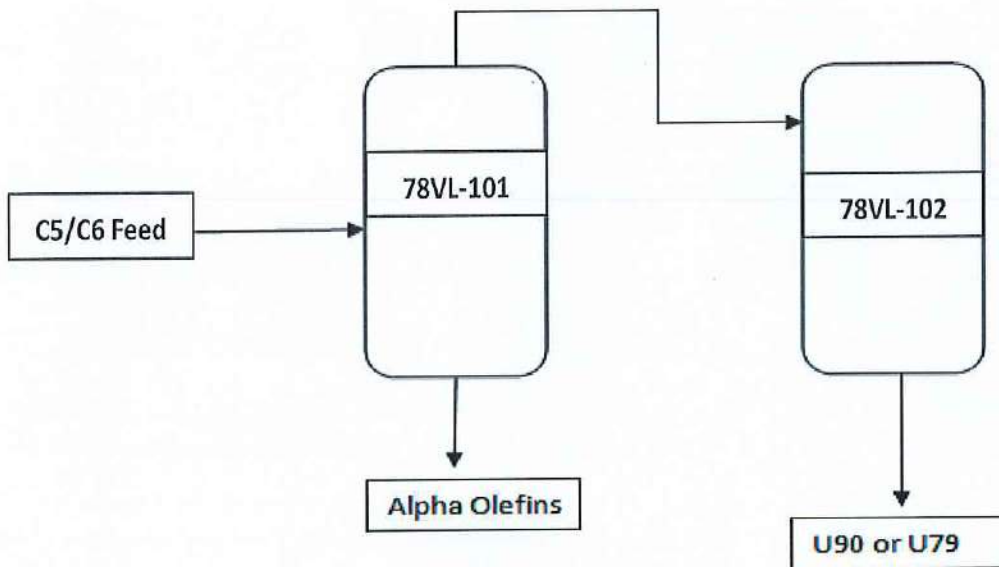 78VL-101
78VL-102
C5/C6 Feed
Alpha Olefins
U90 or U79